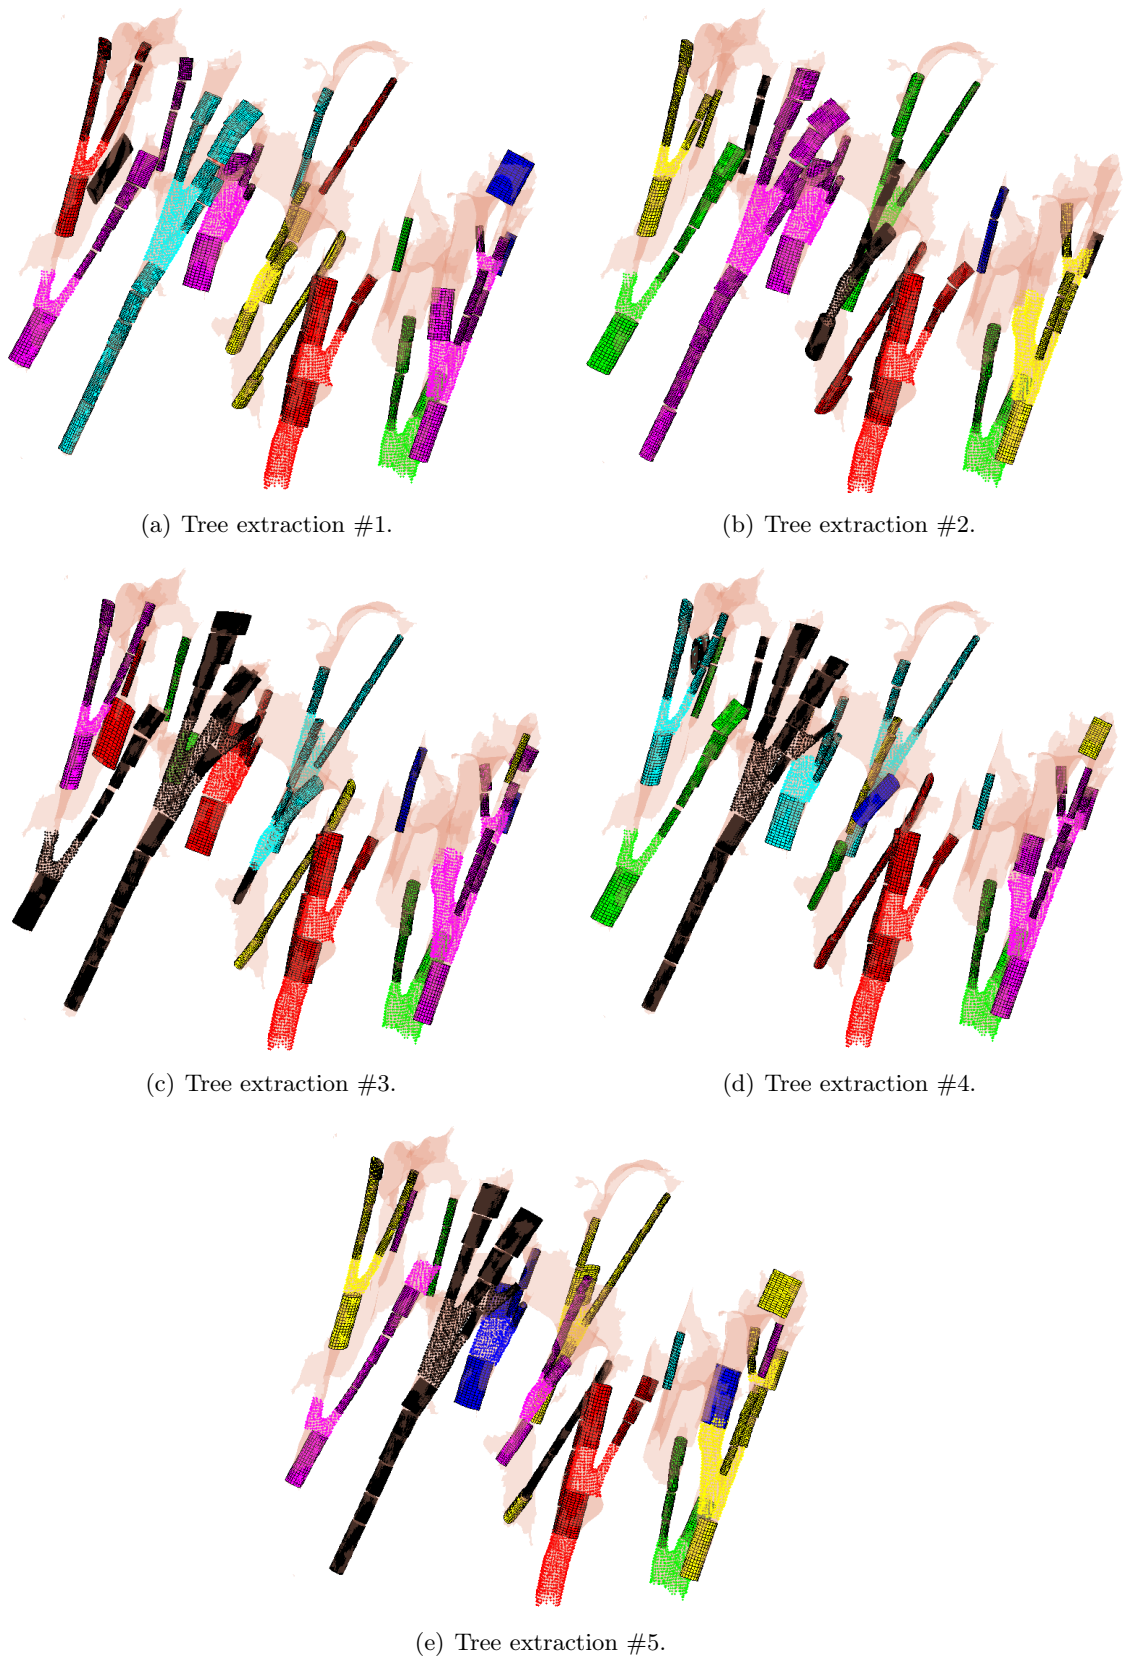 (a) Tree extraction #1.
(b) Tree extraction #2.
(c) Tree extraction #3.
(d) Tree extraction #4.
(e) Tree extraction #5.